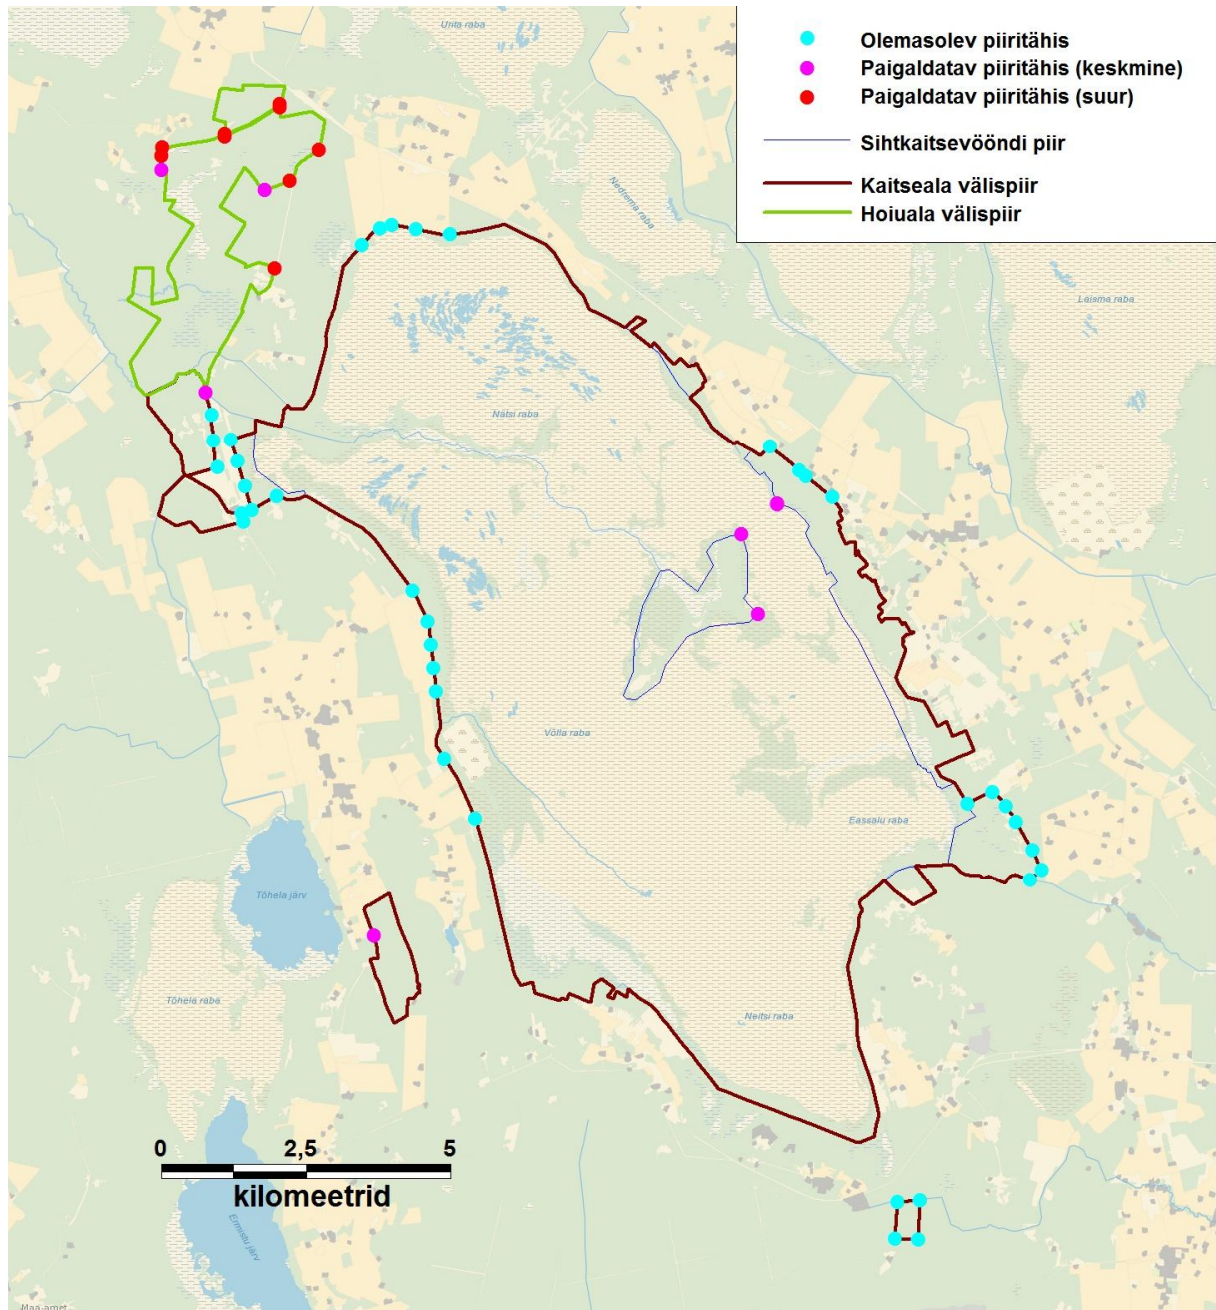 Urita raba
Olemasolev piiritähis
Paigaldatav piiritähis (keskmine)
Paigaldatav piiritähis (suur)
Sihtkaitsevööndi piir
Kaitseala välispiir
Hoiuala välispiir
Nedrema raba
Laisma raba
Nätsi raba
Võlla raba
Eassalu raba
Tõhela järv
Tõhela raba
Neitsi raba
0 2,5 5
kilomeetrid
Ermistu järv
Maa-amet